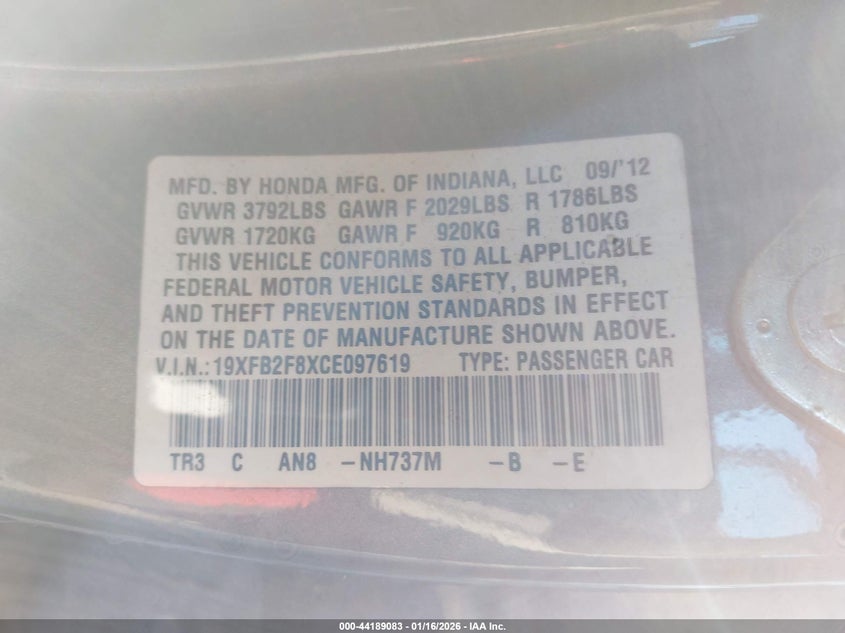 MFD. BY HONDA MFG. OF INDIANA, LLC 09/'12
GVWR 3792LBS GAWR F 2029LBS R 1786LBS
GVWR 1720KG GAWR F 920KG R 810KG
THIS VEHICLE CONFORMS TO ALL APPLICABLE
FEDERAL MOTOR VEHICLE SAFETY, BUMPER,
AND THEFT PREVENTION STANDARDS IN EFFECT
ON THE DATE OF MANUFACTURE SHOWN ABOVE.
V.I.N.:19XFB2F8XCE097619 TYPE: PASSENGER CAR
TR3 C AN8 -NH737M -B -E
000-44189083 - 01/16/2026 - IAA Inc.